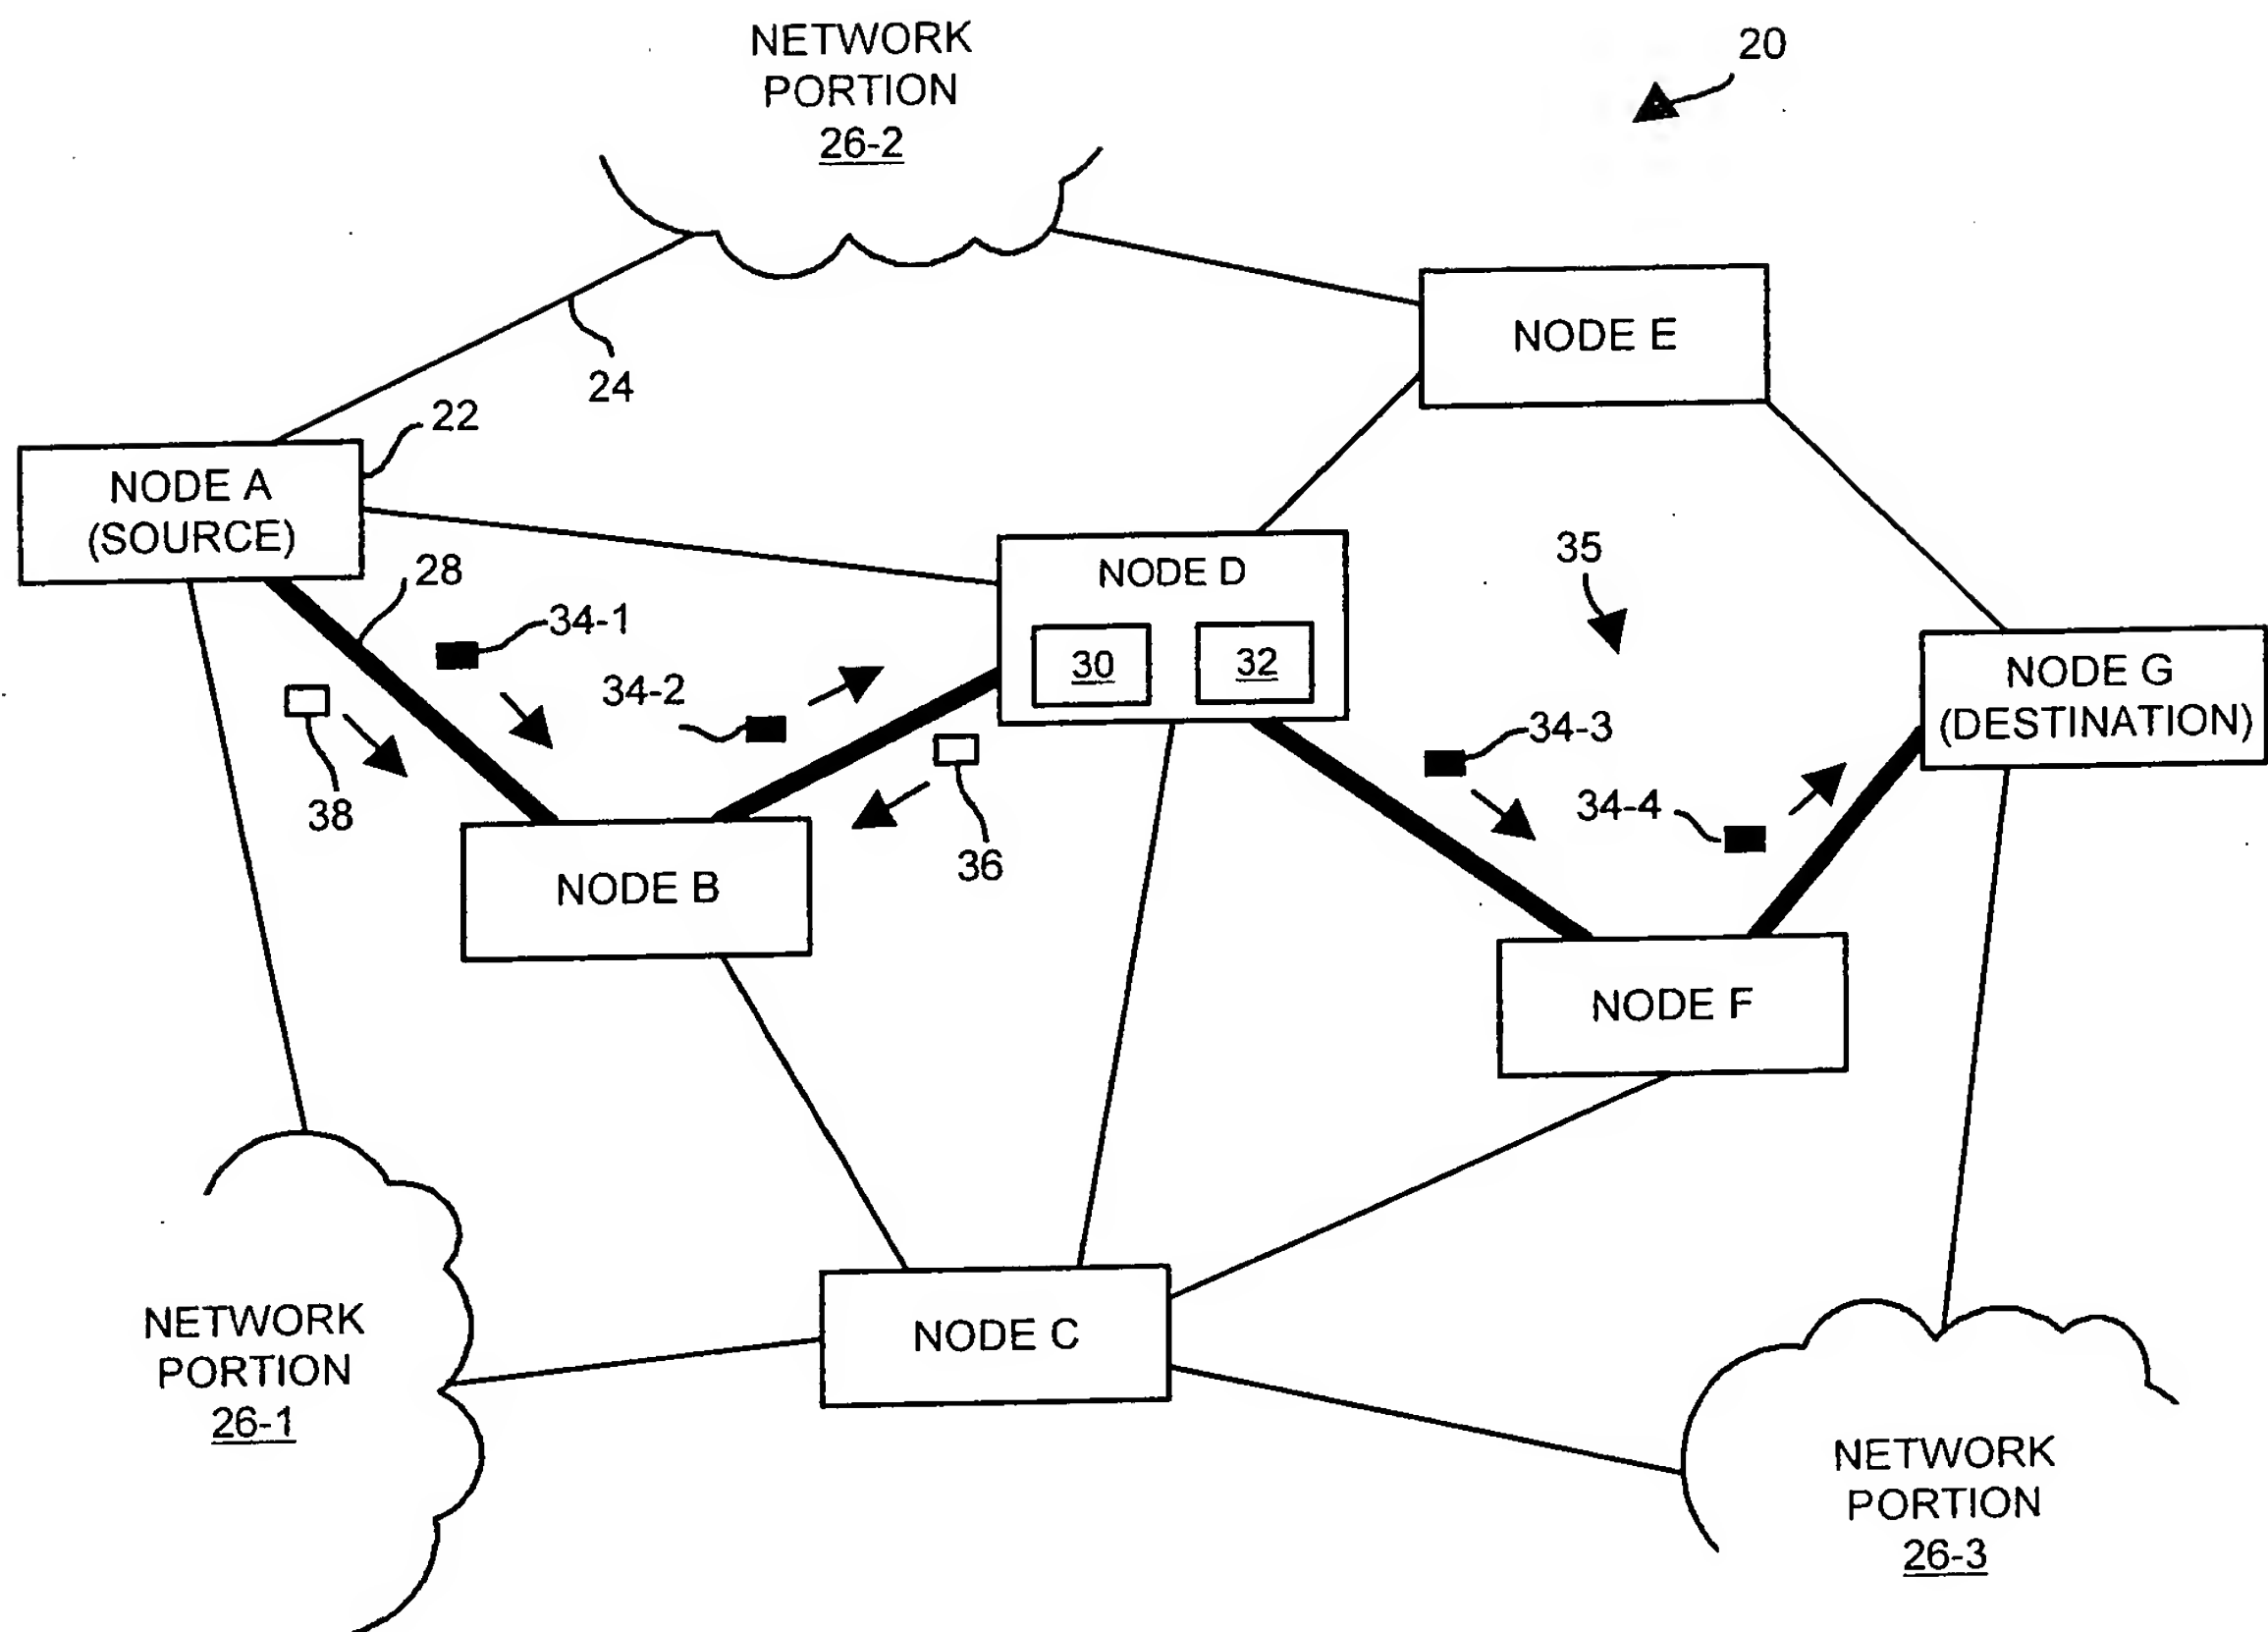 NETWORK
PORTION
26-2
20
24
22
NODE E
NODE A
(SOURCE)
28
34-1
NODE D
30
32
35
34-2
NODE G
(DESTINATION)
34-3
34-4
38
36
NODE B
NODE F
NODE C
NETWORK
PORTION
26-1
NETWORK
PORTION
26-3